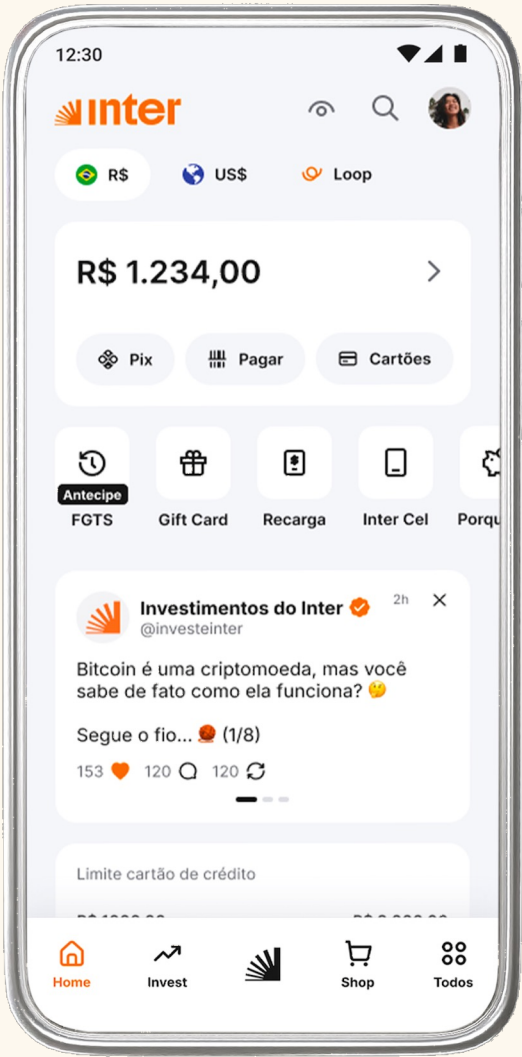 12:30
inter
R$ US$ Loop
R$ 1.234,00
Pix Pagar Cartões
Antecipe
FGTS Gift Card Recarga Inter Cel Porqu
Investimentos do Inter 2h
@investeinter
Bitcoin é uma criptomoeda, mas você
sabe de fato como ela funciona? 🤔
Segue o fio... 🧶 (1/8)
153 120 120
Limite cartão de crédito
Home Invest Shop Todos